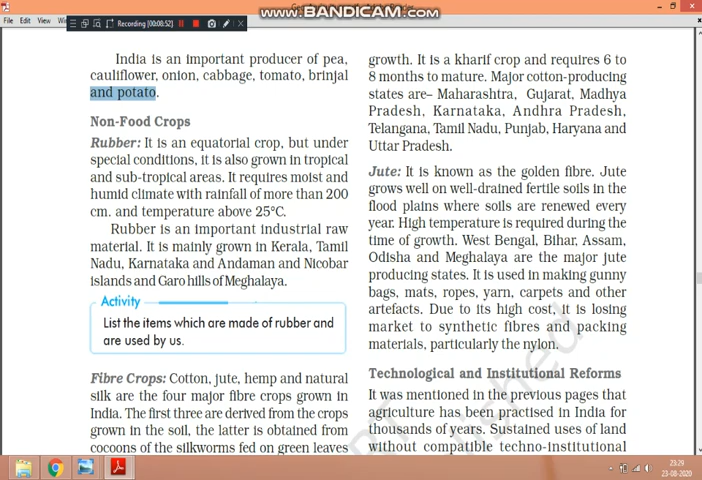 www.BANDICAM.com
File Edit View Wi
Recording [00:08:52]
India is an important producer of pea,
cauliflower, onion, cabbage, tomato, brinjal
and potato.
Non-Food Crops
Rubber: It is an equatorial crop, but under
special conditions, it is also grown in tropical
and sub-tropical areas. It requires moist and
humid climate with rainfall of more than 200
cm. and temperature above 25°C.
Rubber is an important industrial raw
material. It is mainly grown in Kerala, Tamil
Nadu, Karnataka and Andaman and Nicobar
islands and Garo hills of Meghalaya.
Activity
List the items which are made of rubber and
are used by us.
Fibre Crops: Cotton, jute, hemp and natural
silk are the four major fibre crops grown in
India. The first three are derived from the crops
grown in the soil, the latter is obtained from
cocoons of the silkworms fed on green leaves
growth. It is a kharif crop and requires 6 to
8 months to mature. Major cotton-producing
states are– Maharashtra, Gujarat, Madhya
Pradesh, Karnataka, Andhra Pradesh,
Telangana, Tamil Nadu, Punjab, Haryana and
Uttar Pradesh.
Jute: It is known as the golden fibre. Jute
grows well on well-drained fertile soils in the
flood plains where soils are renewed every
year. High temperature is required during the
time of growth. West Bengal, Bihar, Assam,
Odisha and Meghalaya are the major jute
producing states. It is used in making gunny
bags, mats, ropes, yarn, carpets and other
artefacts. Due to its high cost, it is losing
market to synthetic fibres and packing
materials, particularly the nylon.
Technological and Institutional Reforms
It was mentioned in the previous pages that
agriculture has been practised in India for
thousands of years. Sustained uses of land
without compatible techno-institutional
23:29
23-08-2020